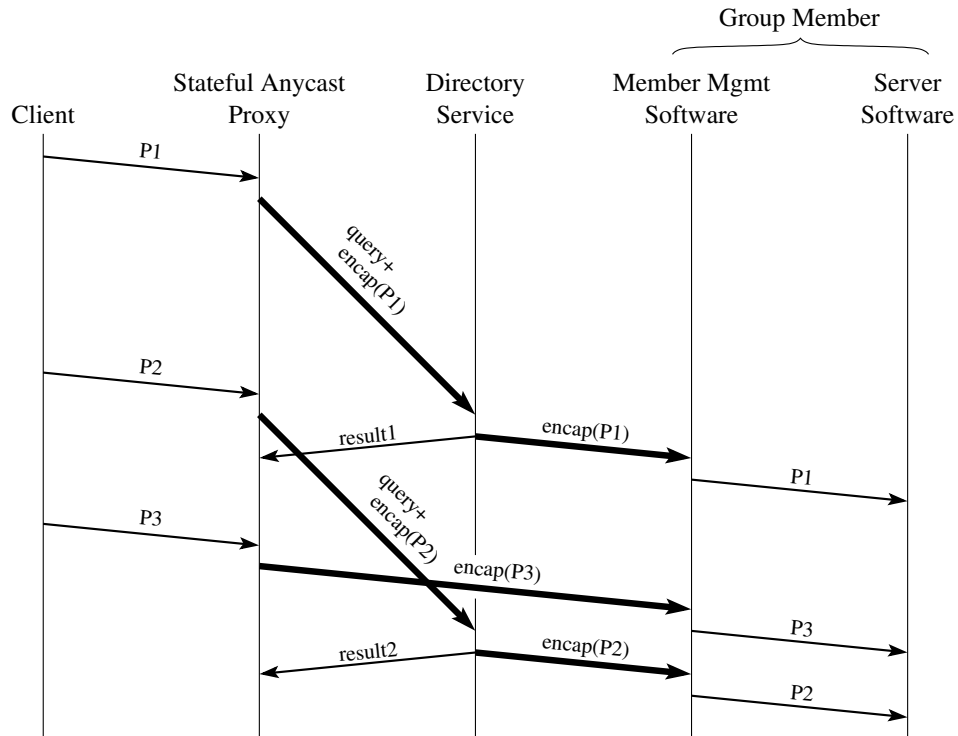 Group Member
Stateful Anycast
Directory
Member Mgmt
Server
Client
Proxy
Service
Software
Software
P1
query+
encap(P1)
P2
result1
encap(P1)
P1
query+
encap(P2)
P3
encap(P3)
P3
result2
encap(P2)
P2